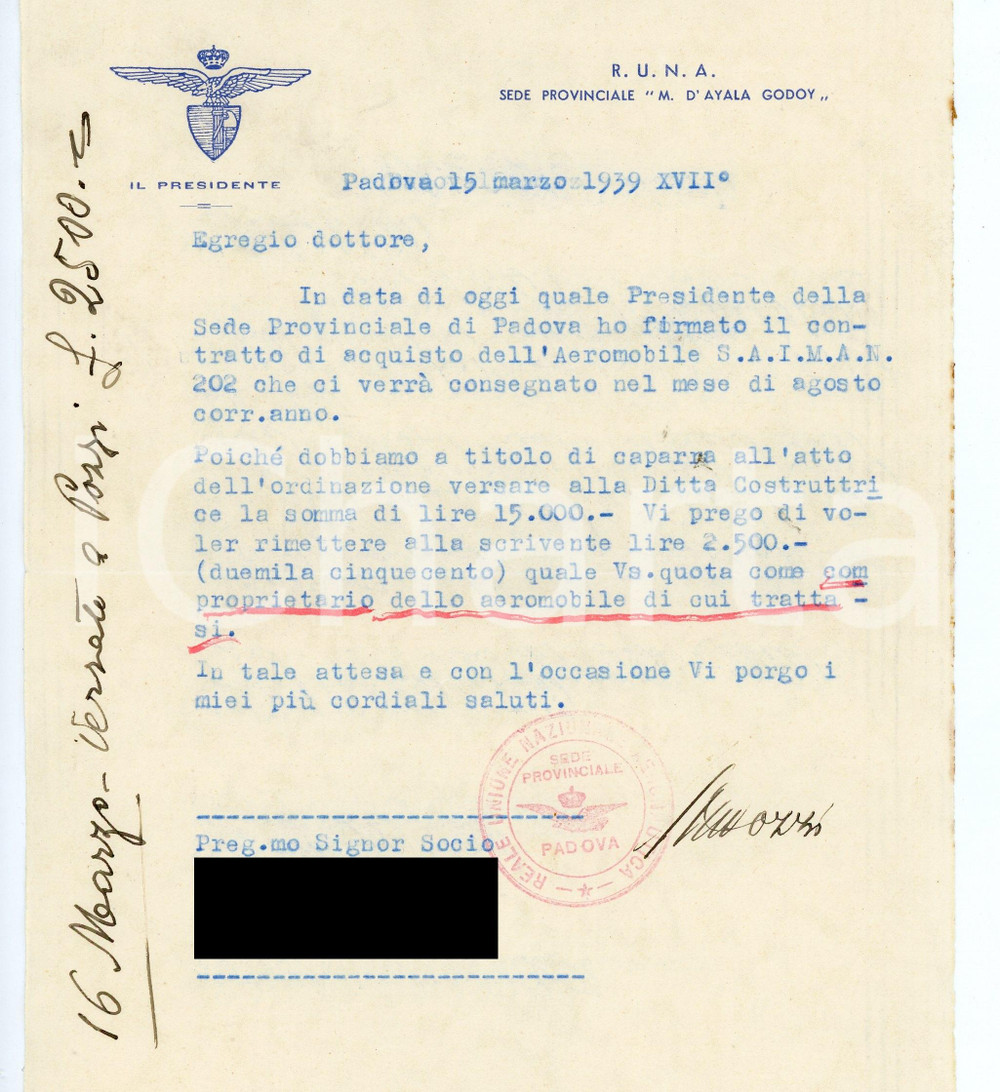 R. U. N. A.
SEDE PROVINCIALE "M. D'AYALA GODOY„
IL PRESIDENTE
Padova 15 marzo 1939 XVII°
Egregio dottore,
In data di oggi quale Presidente della
Sede Provinciale di Padova ho firmato il con-
tratto di acquisto dell'Aeromobile S.A.I.M.A.N.
202 che ci verrà consegnato nel mese di agosto
corr.anno.
Poiché dobbiamo a titolo di caparra all'atto
dell'ordinazione versare alla Ditta Costruttri
ce la somma di lire 15.000.- Vi prego di vo-
ler rimettere alla scrivente lire 2.500.-
(duemila cinquecento) quale Vs.quota come com
proprietario dello aeromobile di cui tratta -
si.
In tale attesa e con l'occasione Vi porgo i
miei più cordiali saluti.
Preg.mo Signor Socio
REALE UNIONE
SEDE
PROVINCIALE
PADOVA
16 Marzo - Versate a £. 2500.-